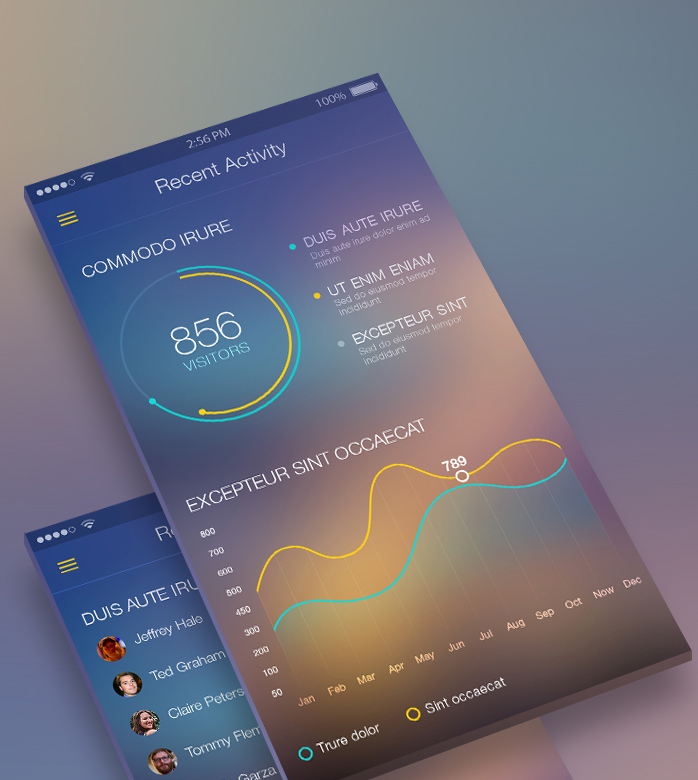 2:56 PM
100%
Recent Activity
COMMODO IRURE
856
VISITORS
DUIS AUTE IRURE
Duis aute irure dolor enim ad
minim
UT ENIM ENIAM
Sed do eiusmod tempor
incididunt
EXCEPTEUR SINT
Sed do eiusmod tempor
incididunt
EXCEPTEUR SINT OCCAECAT
789
800
700
600
500
450
300
200
100
50
Jan Feb Mar Apr May Jun Jul Aug Sep Oct Now Dec
Trure dolor
Sint occaecat
DUIS AUTE IRU
Jeffrey Hale
Ted Graham
Claire Peters
Tommy Flem
Garza